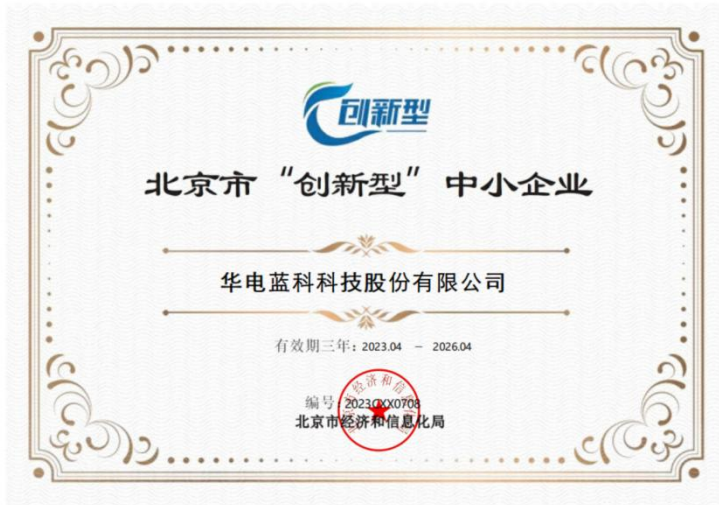 创新型
北京市“创新型”中小企业
华电蓝科科技股份有限公司
有效期三年：2023.04 － 2026.04
编号：2023CXX0708
北京市经济和信息化局